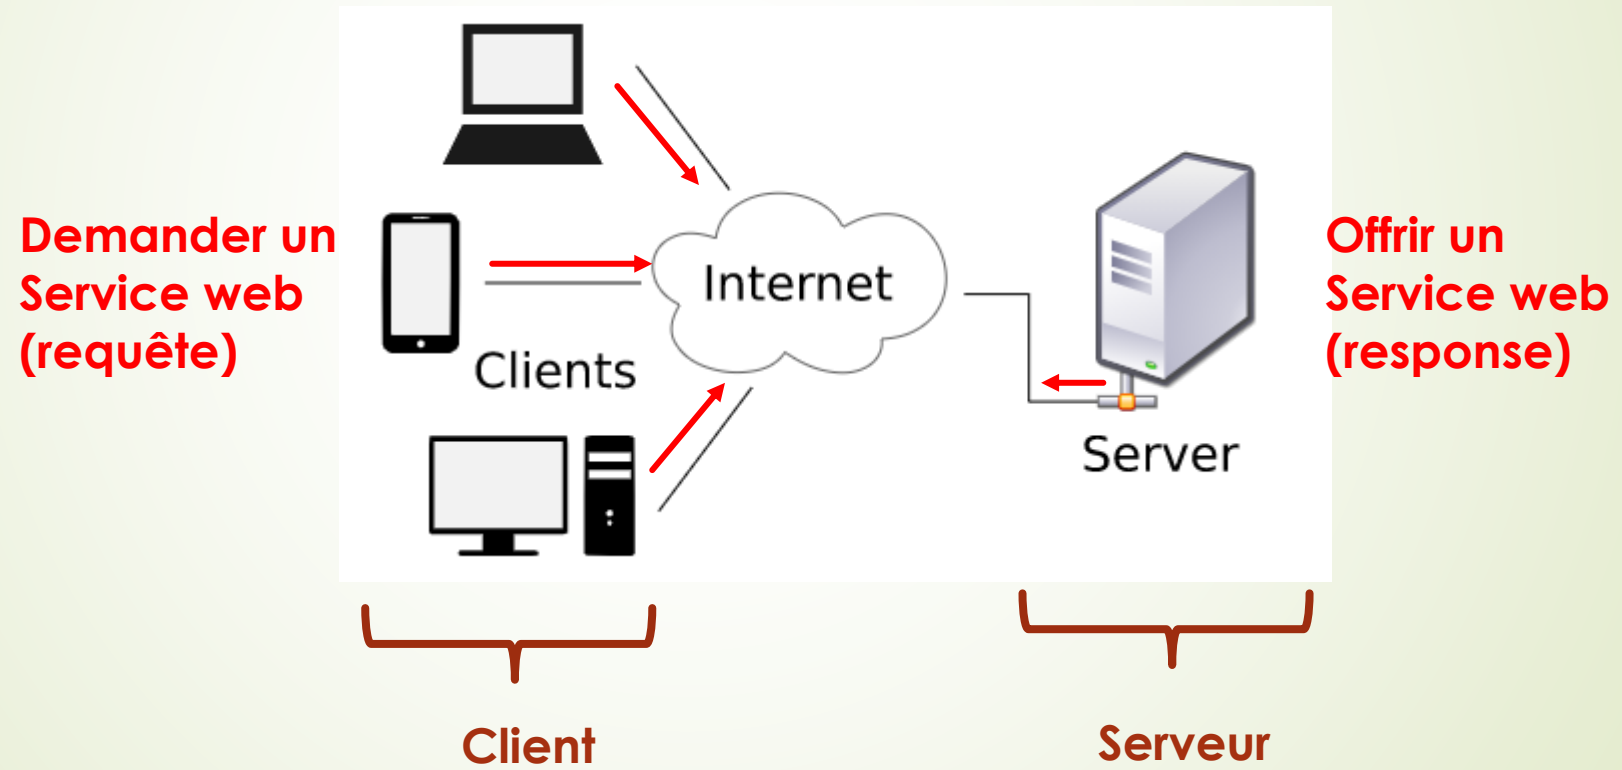 Demander un
Service web
(requête)
Clients
Internet
Server
Offrir un
Service web
(response)
Client
Serveur